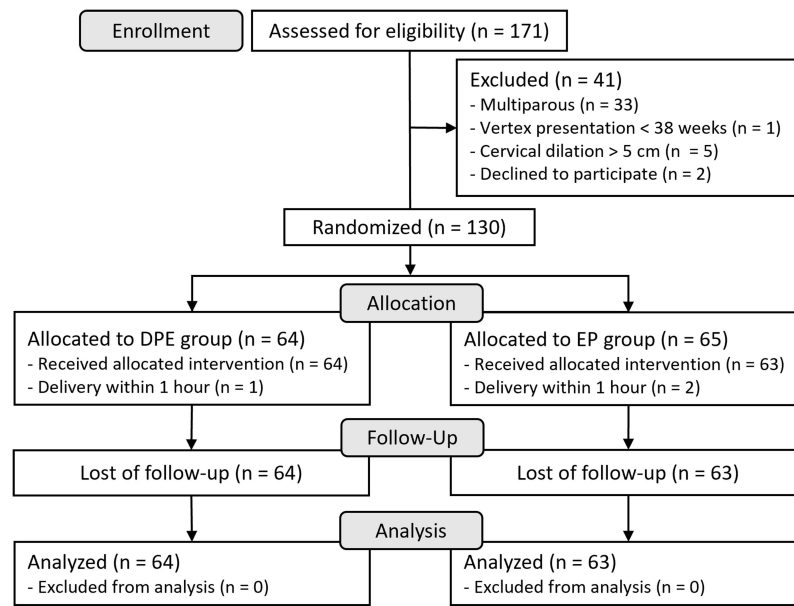 Enrollment
Assessed for eligibility (n = 171)
Excluded (n = 41)
- Multiparous (n = 33)
- Vertex presentation < 38 weeks (n = 1)
- Cervical dilation > 5 cm (n = 5)
- Declined to participate (n = 2)
Randomized (n = 130)
Allocation
Allocated to DPE group (n = 64)
- Received allocated intervention (n = 64)
- Delivery within 1 hour (n = 1)
Allocated to EP group (n = 65)
- Received allocated intervention (n = 63)
- Delivery within 1 hour (n = 2)
Follow-Up
Lost of follow-up (n = 64)
Lost of follow-up (n = 63)
Analysis
Analyzed (n = 64)
- Excluded from analysis (n = 0)
Analyzed (n = 63)
- Excluded from analysis (n = 0)